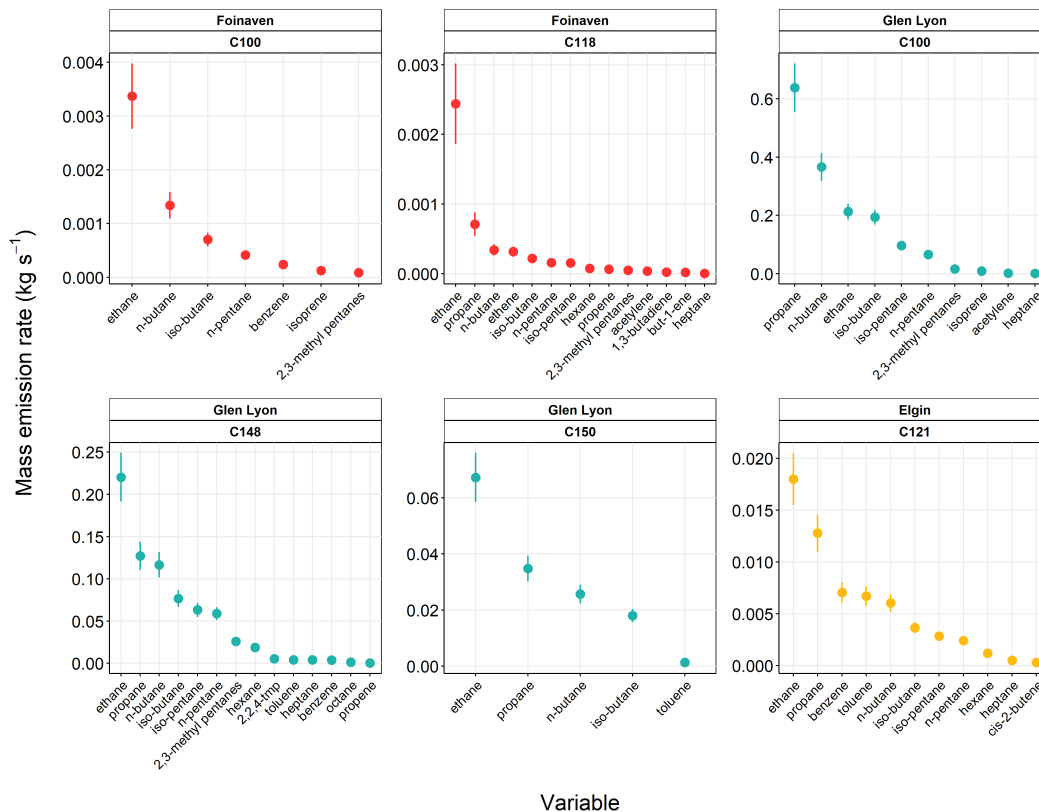 Mass emission rate (kg s⁻¹)
Foinaven
C100
0.004
0.003
0.002
0.001
0.000
ethane
n-butane
iso-butane
n-pentane
benzene
isoprene
2,3-methyl pentanes
Foinaven
C118
0.003
0.002
0.001
0.000
ethane
propane
n-butane
ethene
iso-butane
n-pentane
iso-pentane
hexane
propene
2,3-methyl pentanes
acetylene
1,3-butadiene
but-1-ene
heptane
Glen Lyon
C100
0.6
0.4
0.2
0.0
propane
n-butane
ethane
iso-butane
iso-pentane
n-pentane
2,3-methyl pentanes
isoprene
acetylene
heptane
Glen Lyon
C148
0.25
0.20
0.15
0.10
0.05
0.00
ethane
propane
n-butane
iso-butane
iso-pentane
n-pentane
2,3-methyl pentanes
hexane
2,2,4-tmp
toluene
heptane
benzene
octane
propene
Glen Lyon
C150
0.06
0.04
0.02
0.00
ethane
propane
n-butane
iso-butane
toluene
Elgin
C121
0.020
0.015
0.010
0.005
0.000
ethane
propane
benzene
toluene
n-butane
iso-butane
iso-pentane
n-pentane
hexane
heptane
cis-2-butene
Variable